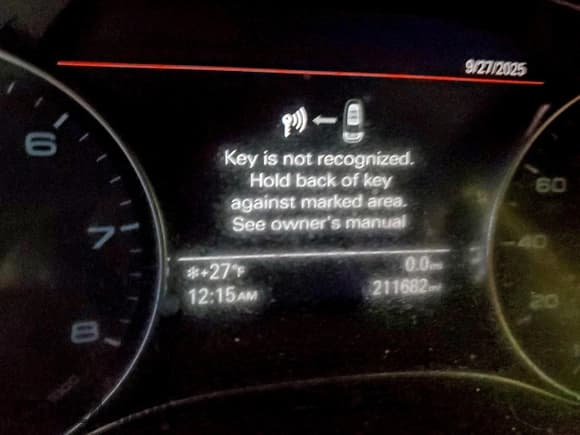 9/27/2025
Key is not recognized.
Hold back of key
against marked area.
See owner's manual
+27°F
0.0mi
12:15AM
211682mi
6
7
8
60
40
20